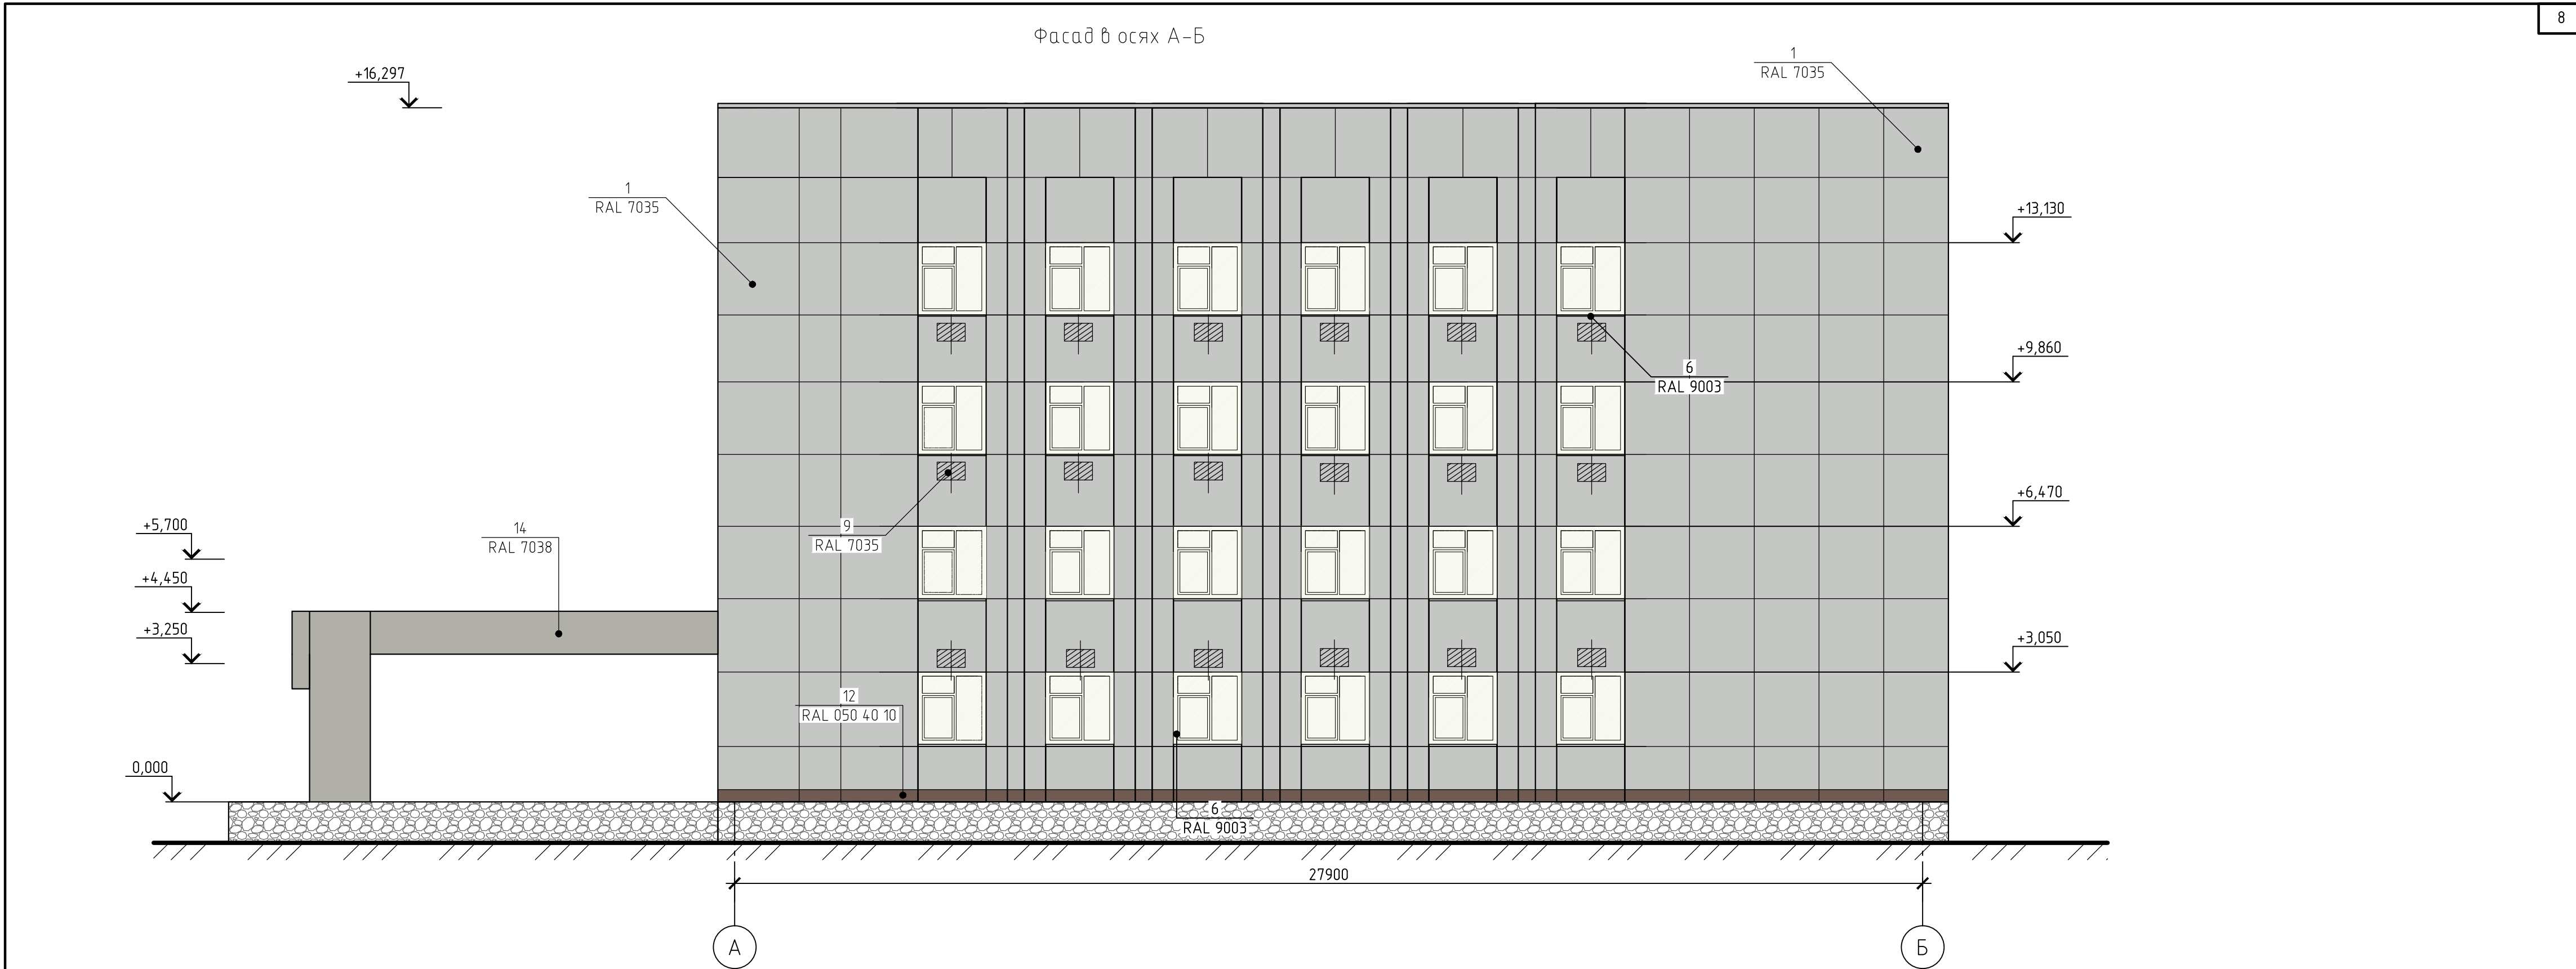 8
Фасад в осях А-Б
+16,297
1
RAL 7035
1
RAL 7035
+13,130
+9,860
6
RAL 9003
+6,470
+5,700
14
RAL 7038
9
RAL 7035
+4,450
+3,250
+3,050
12
RAL 050 40 10
0,000
6
RAL 9003
27900
А
Б